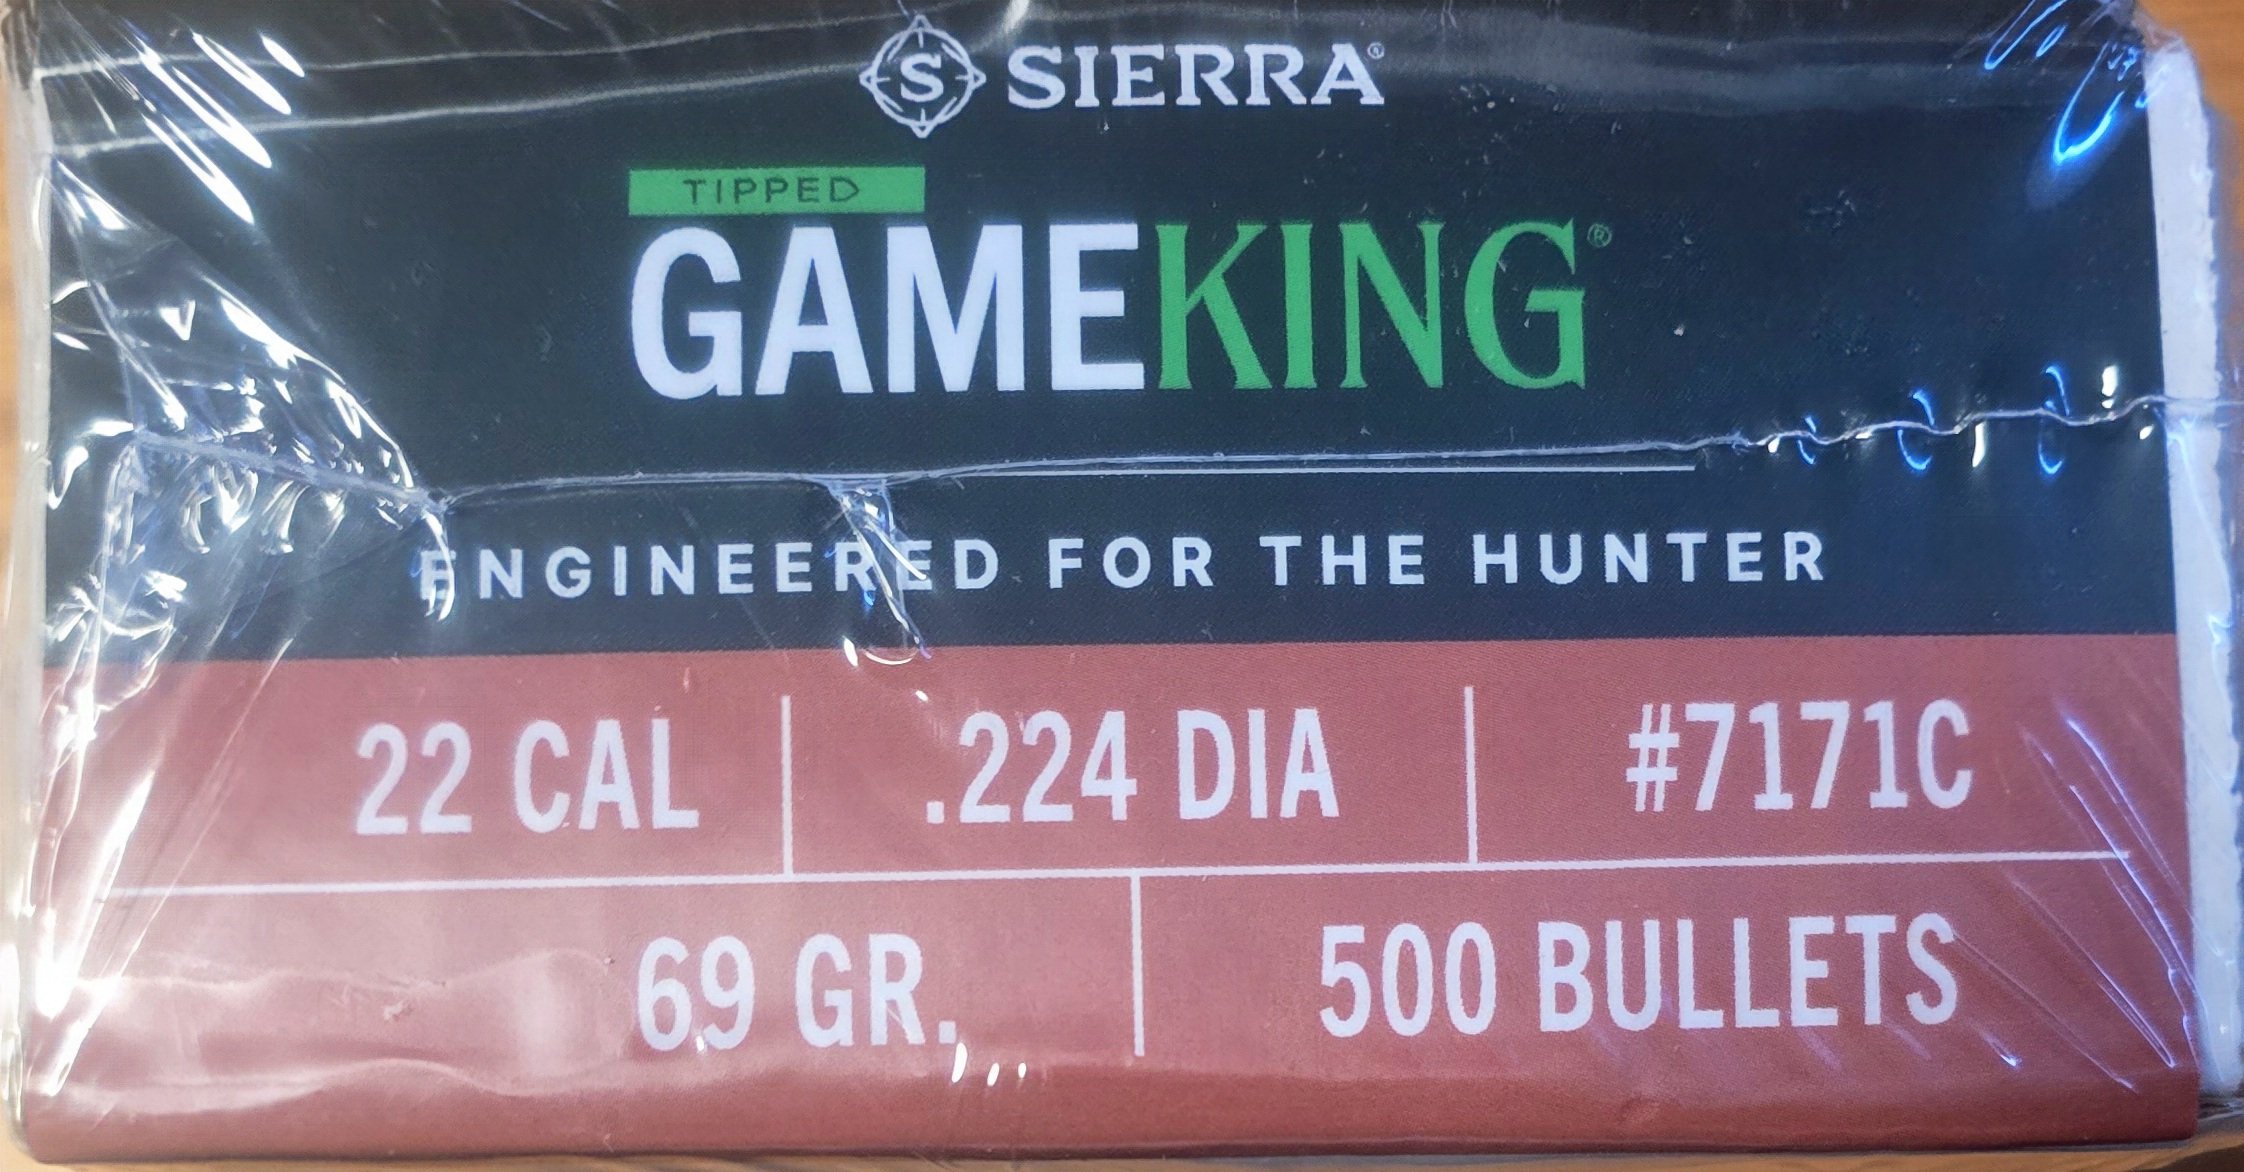 S SIERRA®
TIPPED
GAMEKING®
ENGINEERED FOR THE HUNTER
22 CAL .224 DIA #7171C
69 GR. 500 BULLETS